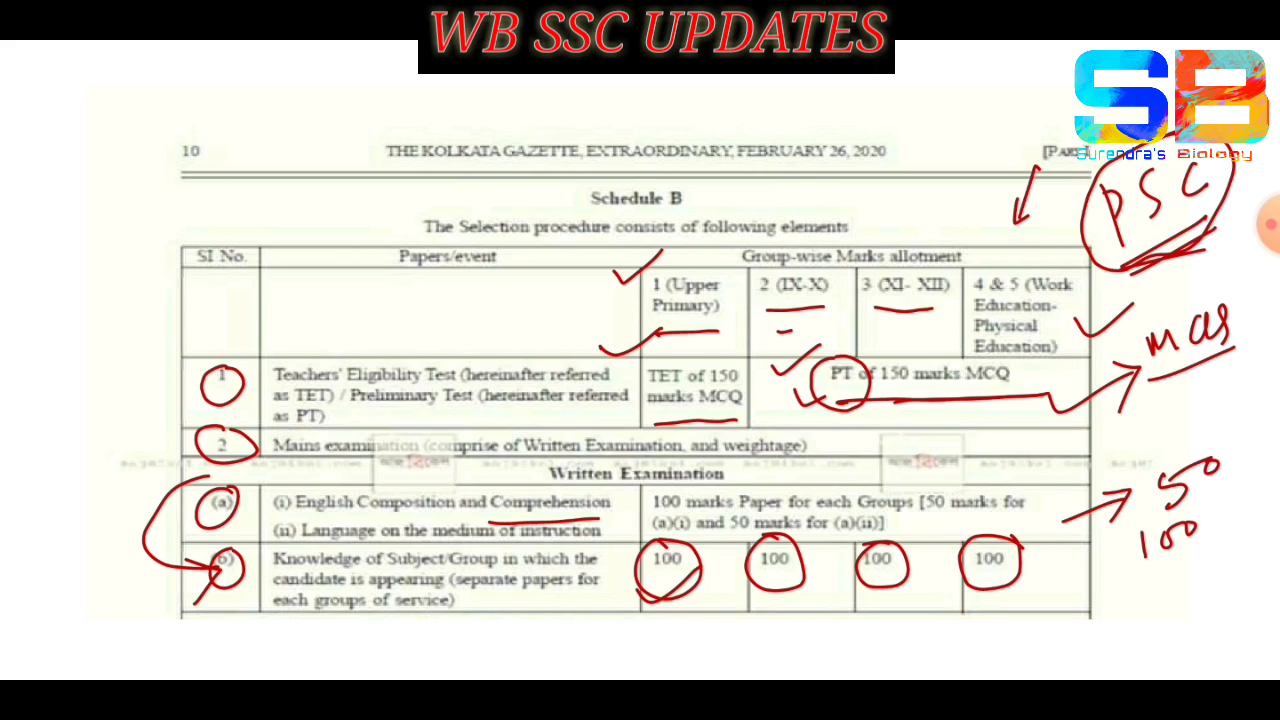 WB SSC UPDATES
SB
Surendra's Biology
10 THE KOLKATA GAZETTE, EXTRAORDINARY, FEBRUARY 26, 2020 [PART I
PSC
Schedule B
The Selection procedure consists of following elements
SI No. Papers/event Group-wise Marks allotment
1 (Upper Primary) 2 (IX-X) 3 (XI- XII) 4 & 5 (Work
Education-
Physical
Education)
1 Teachers' Eligibility Test (hereinafter referred TET of 150 PT of 150 marks MCQ
as TET) / Preliminary Test (hereinafter referred marks MCQ
as PT)
2 Mains examination (comprise of Written Examination, and weightage)
Written Examination
(a) (i) English Composition and Comprehension 100 marks Paper for each Groups [50 marks for
(ii) Language on the medium of instruction (a)(i) and 50 marks for (a)(ii)]
50
100
(b) Knowledge of Subject/Group in which the 100 100 100 100
candidate is appearing (separate papers for
each groups of service)